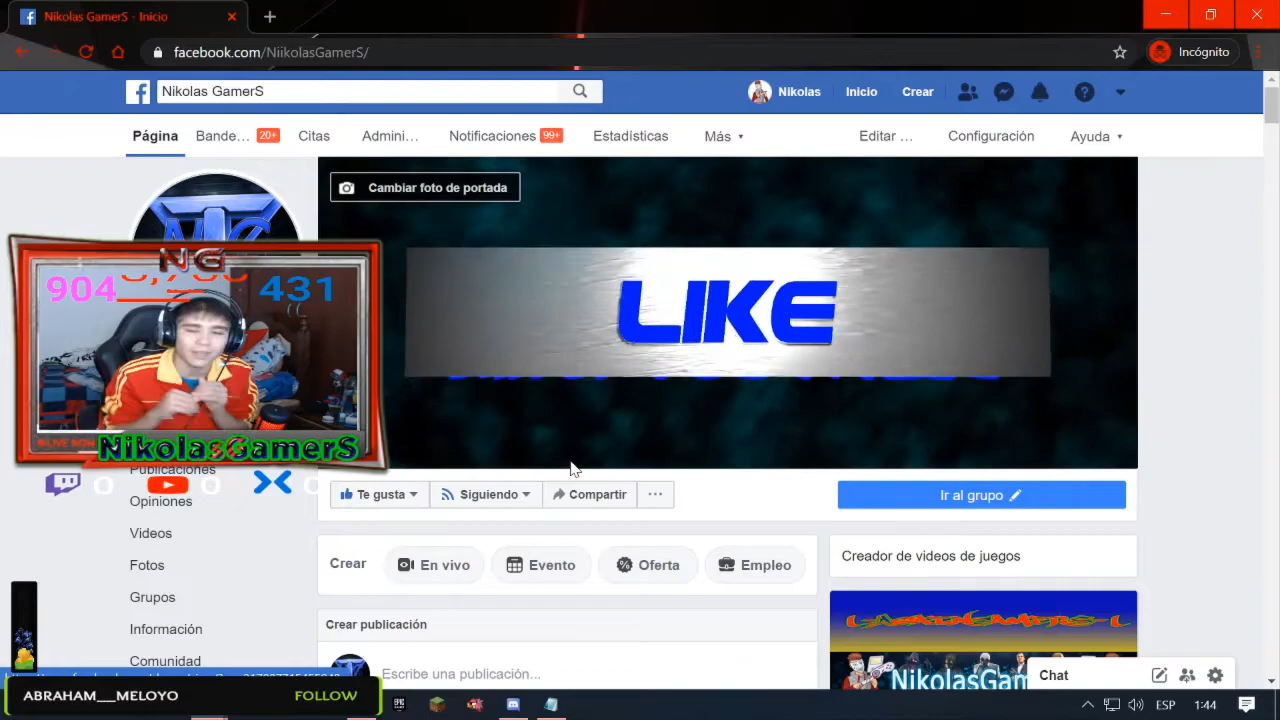 Nikolas GamerS - Inicio
facebook.com/NiikolasGamerS/
Incógnito
Nikolas GamerS
Nikolas
Inicio
Crear
Página
Bande... 20+
Citas
Admini...
Notificaciones 99+
Estadísticas
Más
Editar ...
Configuración
Ayuda
Cambiar foto de portada
LIKE
NG
904
431
NikolasGamerS
Publicaciones
Opiniones
Videos
Fotos
Grupos
Información
Comunidad
Te gusta
Siguiendo
Compartir
...
Ir al grupo
Crear
En vivo
Evento
Oferta
Empleo
Creador de videos de juegos
Crear publicación
Escribe una publicación...
NikolasGam
Chat
ABRAHAM__MELOYO
FOLLOW
ESP
1:44